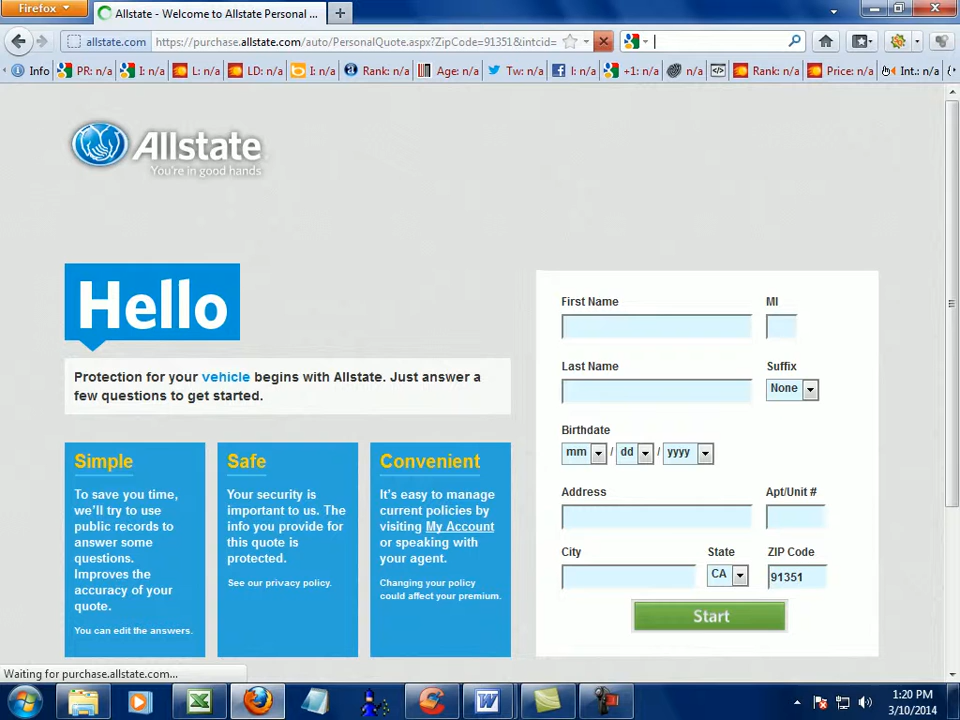 Firefox
Allstate - Welcome to Allstate Personal ...
allstate.com
https://purchase.allstate.com/auto/PersonalQuote.aspx?ZipCode=91351&intcid=
Info PR: n/a I: n/a L: n/a LD: n/a I: n/a Rank: n/a Age: n/a Tw: n/a I: n/a +1: n/a n/a Rank: n/a Price: n/a Int.: n/a
Allstate
You're in good hands
Hello
Protection for your vehicle begins with Allstate. Just answer a
few questions to get started.
Simple
To save you time,
we'll try to use
public records to
answer some
questions.
Improves the
accuracy of your
quote.
You can edit the answers.
Safe
Your security is
important to us. The
info you provide for
this quote is
protected.
See our privacy policy.
Convenient
It's easy to manage
current policies by
visiting My Account
or speaking with
your agent.
Changing your policy
could affect your premium.
First Name MI
Last Name Suffix
None
Birthdate
mm / dd / yyyy
Address Apt/Unit #
City State ZIP Code
CA 91351
Start
Waiting for purchase.allstate.com...
1:20 PM
3/10/2014